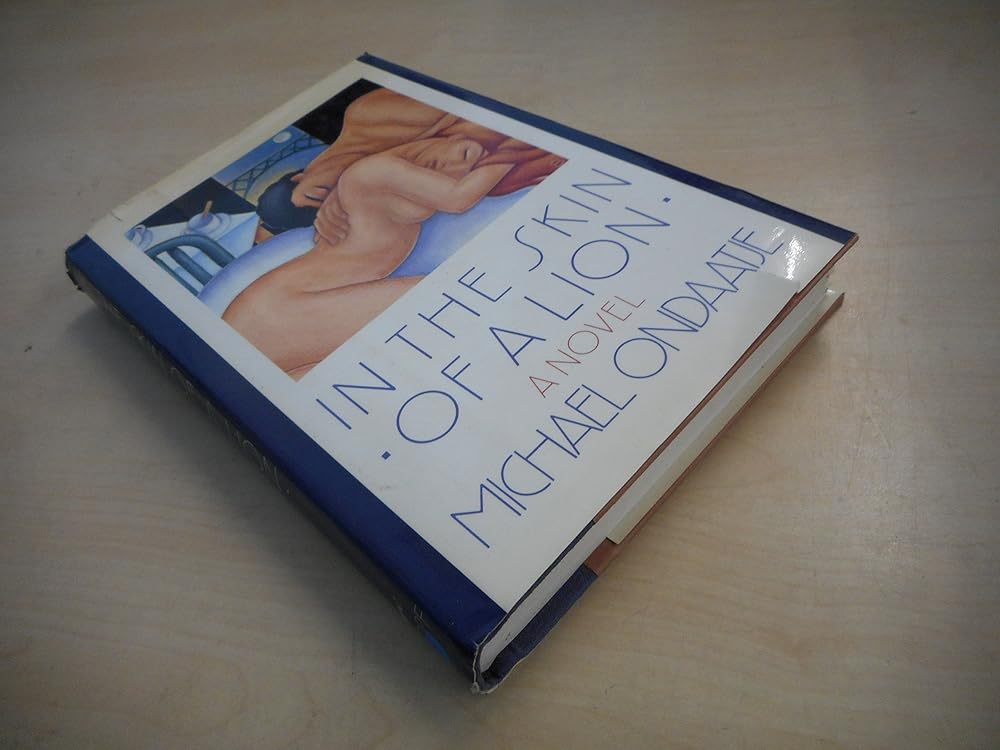 IN THE SKIN
· OF A LION ·
A NOVEL
MICHAEL ONDAATJE